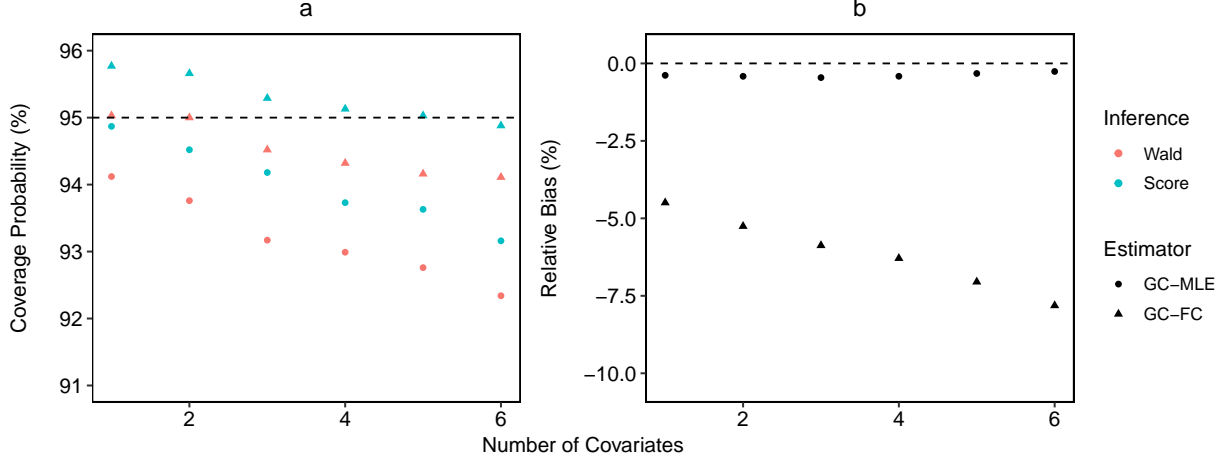 a
b
Coverage Probability (%)
96
95
94
93
92
91
2
4
6
Relative Bias (%)
0.0
−2.5
−5.0
−7.5
−10.0
2
4
6
Number of Covariates
Inference
Wald
Score
Estimator
GC−MLE
GC−FC